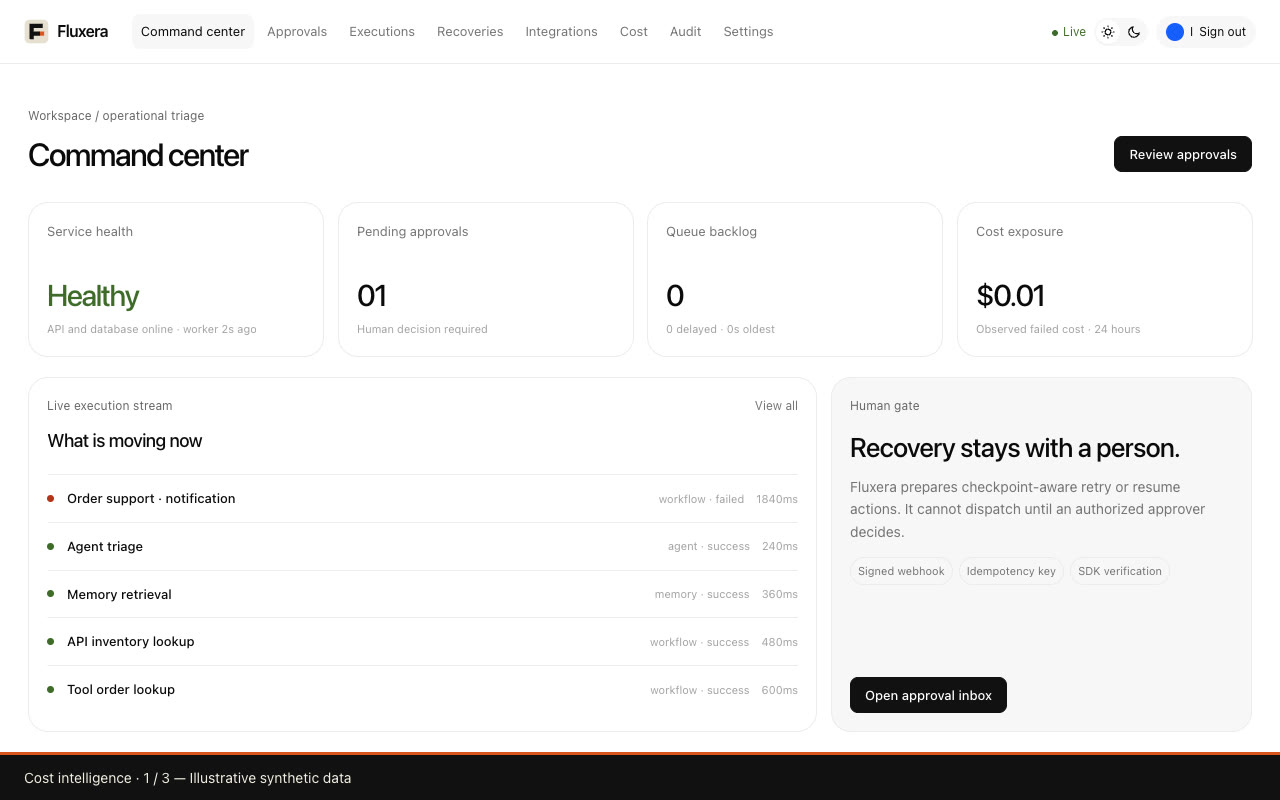 Fluxera
Command center
Approvals
Executions
Recoveries
Integrations
Cost
Audit
Settings
Live
I Sign out
Workspace / operational triage
Command center
Review approvals
Service health
Healthy
API and database online · worker 2s ago
Pending approvals
01
Human decision required
Queue backlog
0
0 delayed · 0s oldest
Cost exposure
$0.01
Observed failed cost · 24 hours
Live execution stream
View all
What is moving now
Order support · notification workflow · failed 1840ms
Agent triage agent · success 240ms
Memory retrieval memory · success 360ms
API inventory lookup workflow · success 480ms
Tool order lookup workflow · success 600ms
Human gate
Recovery stays with a person.
Fluxera prepares checkpoint-aware retry or resume
actions. It cannot dispatch until an authorized approver
decides.
Signed webhook
Idempotency key
SDK verification
Open approval inbox
Cost intelligence · 1 / 3 — Illustrative synthetic data